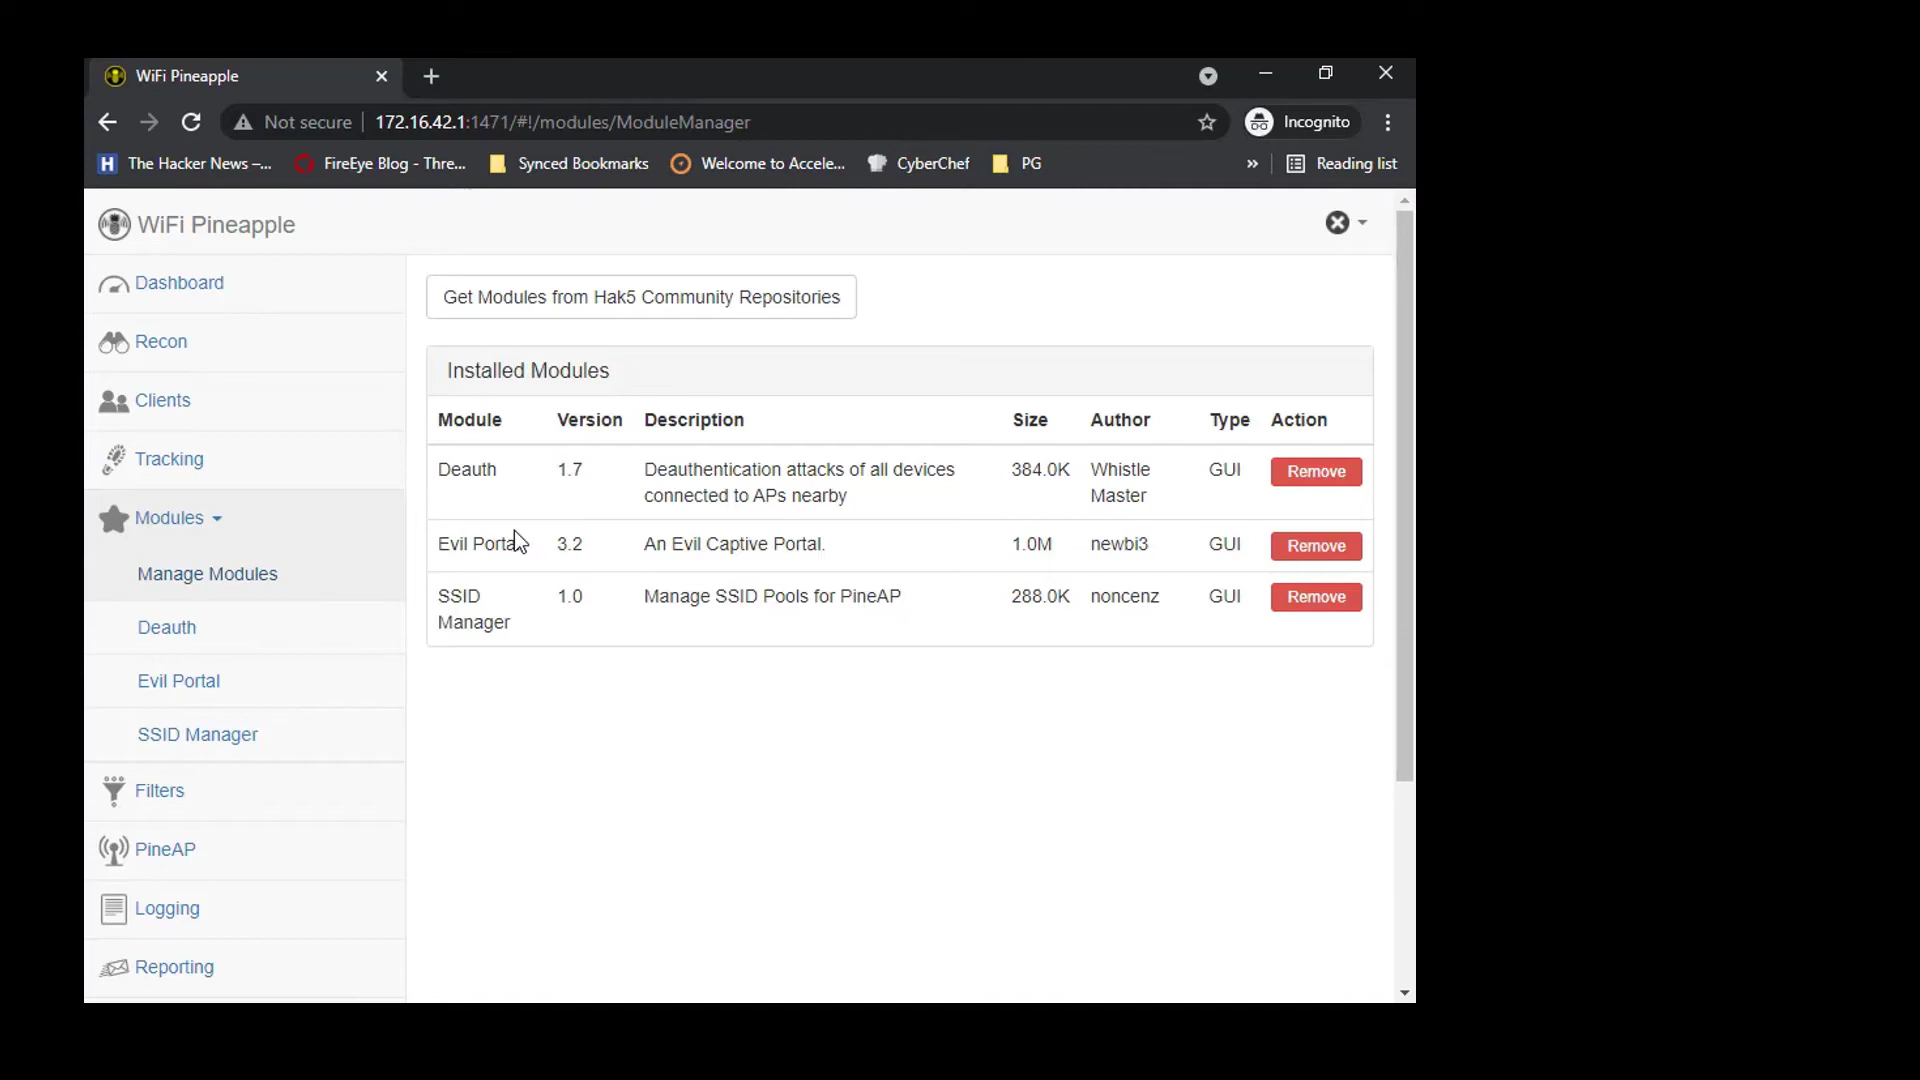 WiFi Pineapple
Not secure 172.16.42.1:1471/#!/modules/ModuleManager Incognito
H The Hacker News –... FireEye Blog - Thre... Synced Bookmarks Welcome to Accele... CyberChef PG » Reading list
WiFi Pineapple
Dashboard
Recon
Clients
Tracking
Modules
Manage Modules
Deauth
Evil Portal
SSID Manager
Filters
PineAP
Logging
Reporting
Get Modules from Hak5 Community Repositories
Installed Modules
Module Version Description Size Author Type Action
Deauth 1.7 Deauthentication attacks of all devices 384.0K Whistle GUI Remove
connected to APs nearby Master
Evil Portal 3.2 An Evil Captive Portal. 1.0M newbi3 GUI Remove
SSID 1.0 Manage SSID Pools for PineAP 288.0K noncenz GUI Remove
Manager